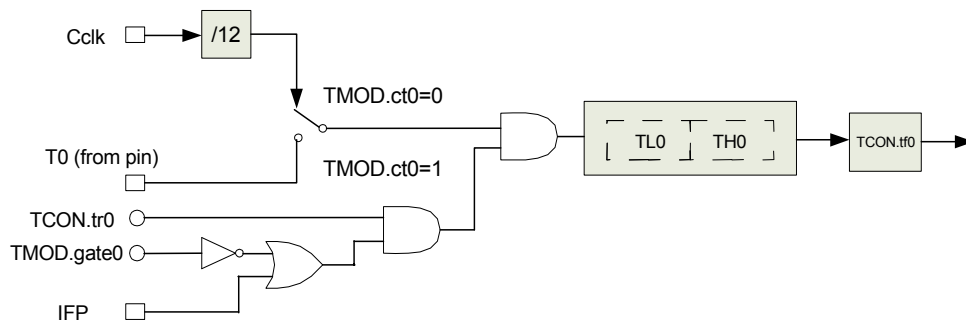 Cclk
/12
TMOD.ct0=0
T0 (from pin)
TMOD.ct0=1
TL0
TH0
TCON.tf0
TCON.tr0
TMOD.gate0
IFP